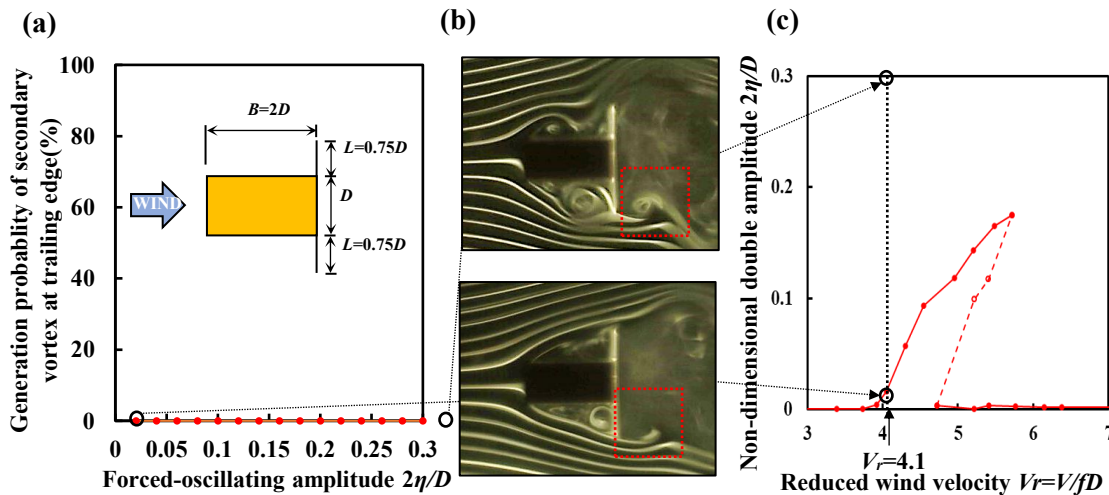 (a)
Generation probablity of secondary
vortex at trailing edge(%)
100
80
60
40
20
0
0
0.05
0.1
0.15
0.2
0.25
0.3
Forced-oscillating amplitude 2η/D
WIND
B=2D
L=0.75D
D
L=0.75D
(b)
(c)
Non-dimensional double amplitude 2η/D
0.3
0.2
0.1
0
3
4
5
6
7
Vr=4.1
Reduced wind velocity Vr=V/fD